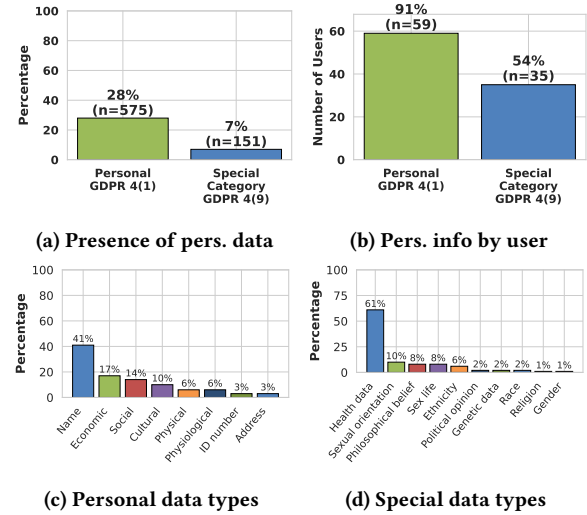 100
80
60
40
20
0
Percentage
28%
(n=575)
7%
(n=151)
Personal
GDPR 4(1)
Special
Category
GDPR 4(9)
(a) Presence of pers. data
60
40
20
0
Number of Users
91%
(n=59)
54%
(n=35)
Personal
GDPR 4(1)
Special
Category
GDPR 4(9)
(b) Pers. info by user
100
80
60
40
20
0
Percentage
41%
17%
14%
10%
6%
6%
3%
3%
Name
Economic
Social
Cultural
Physical
Physiological
ID number
Address
(c) Personal data types
100
75
50
25
0
Percentage
61%
10%
8%
8%
6%
2%
2%
2%
1%
1%
Health data
Sexual orientation
Philosophical belief
Sex life
Ethnicity
Political opinion
Genetic data
Race
Religion
Gender
(d) Special data types